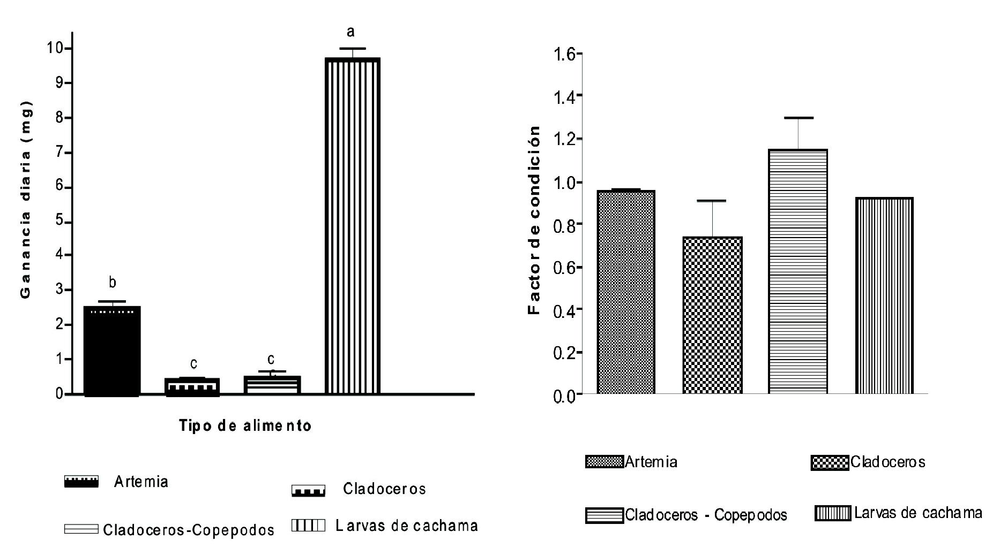 Ganancia diaria (mg)
10
9
8
7
6
5
4
3
2
1
0
b
c
c
c
a
Tipo de alimento
Artemia
Cladoceros
Cladoceros-Copepodos
Larvas de cachama
Factor de condición
1.6
1.4
1.2
1.0
0.8
0.6
0.4
0.2
0.0
Artemia
Cladoceros
Cladoceros - Copepodos
Larvas de cachama